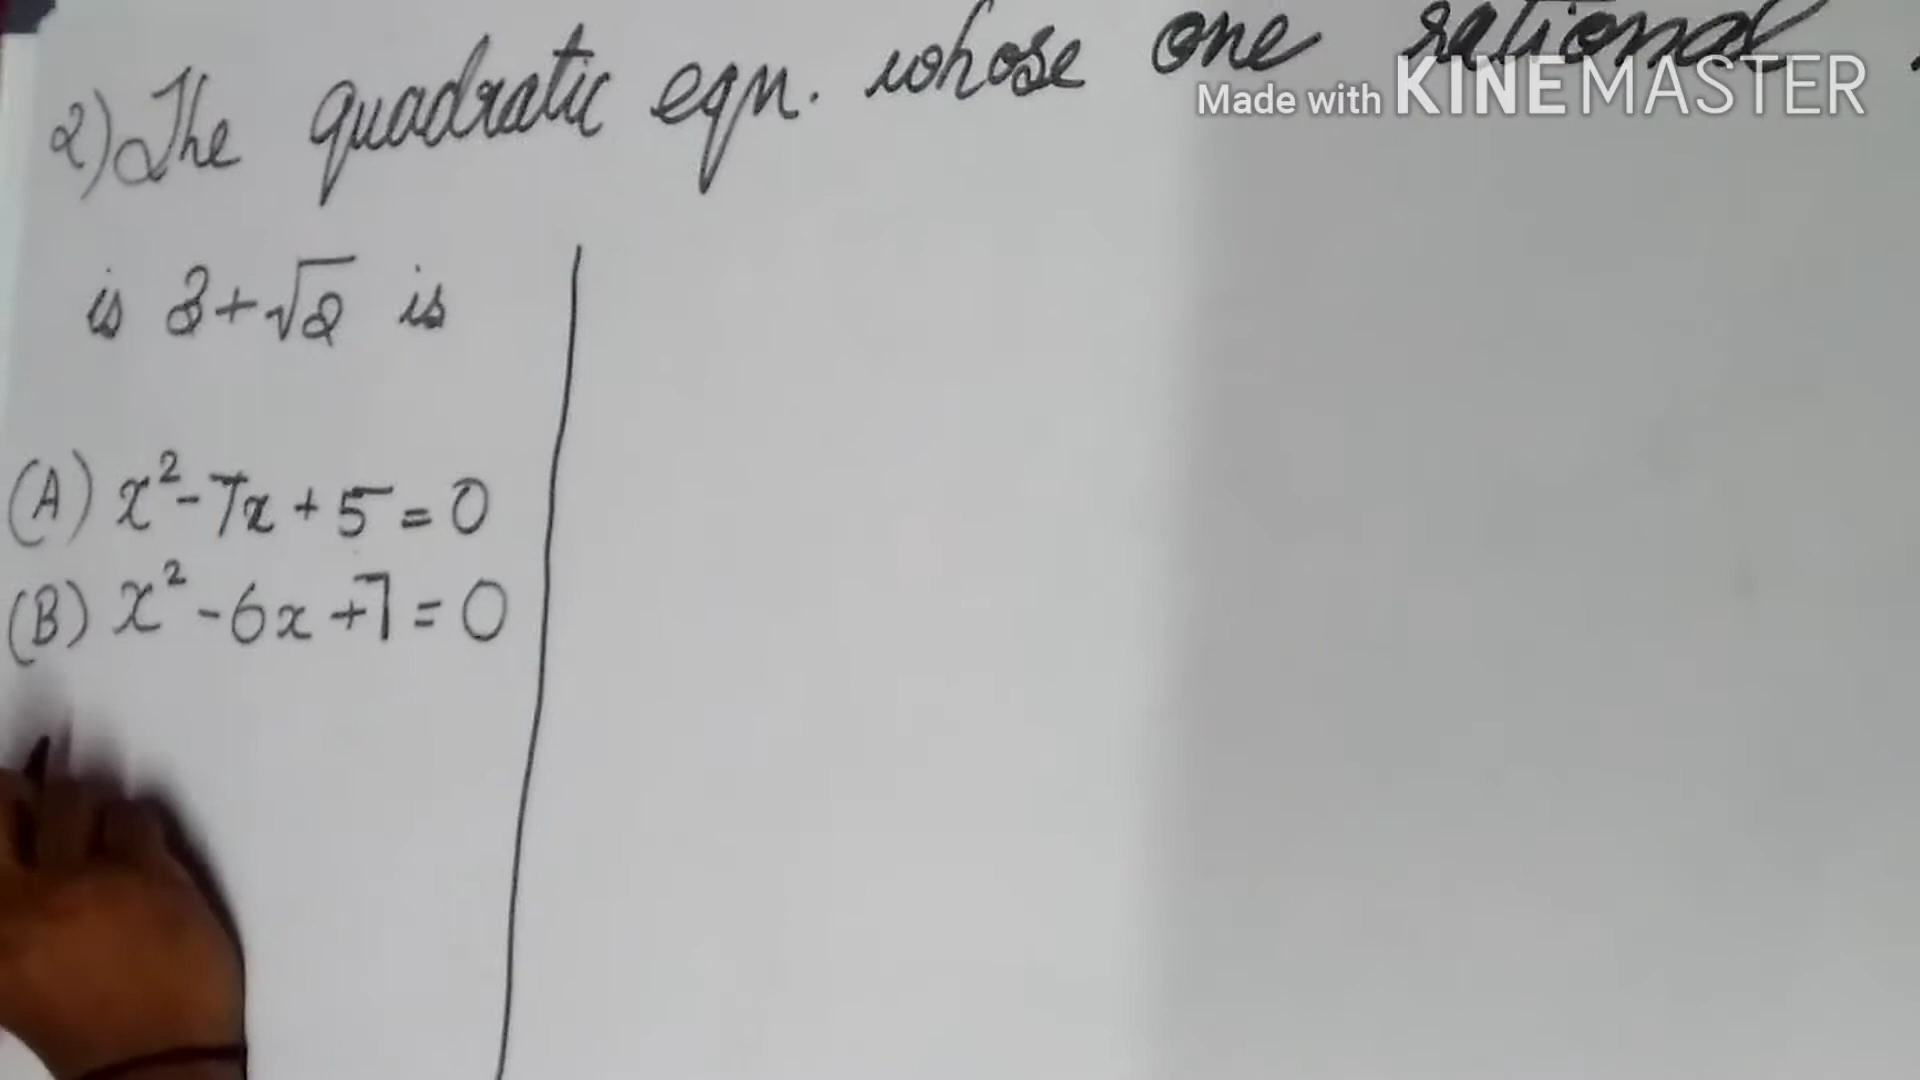 2) The quadratic eqn. whose one rational
Made with KINEMASTER
is 3+√2 is
(A) x²-7x+5=0
(B) x²-6x+7=0